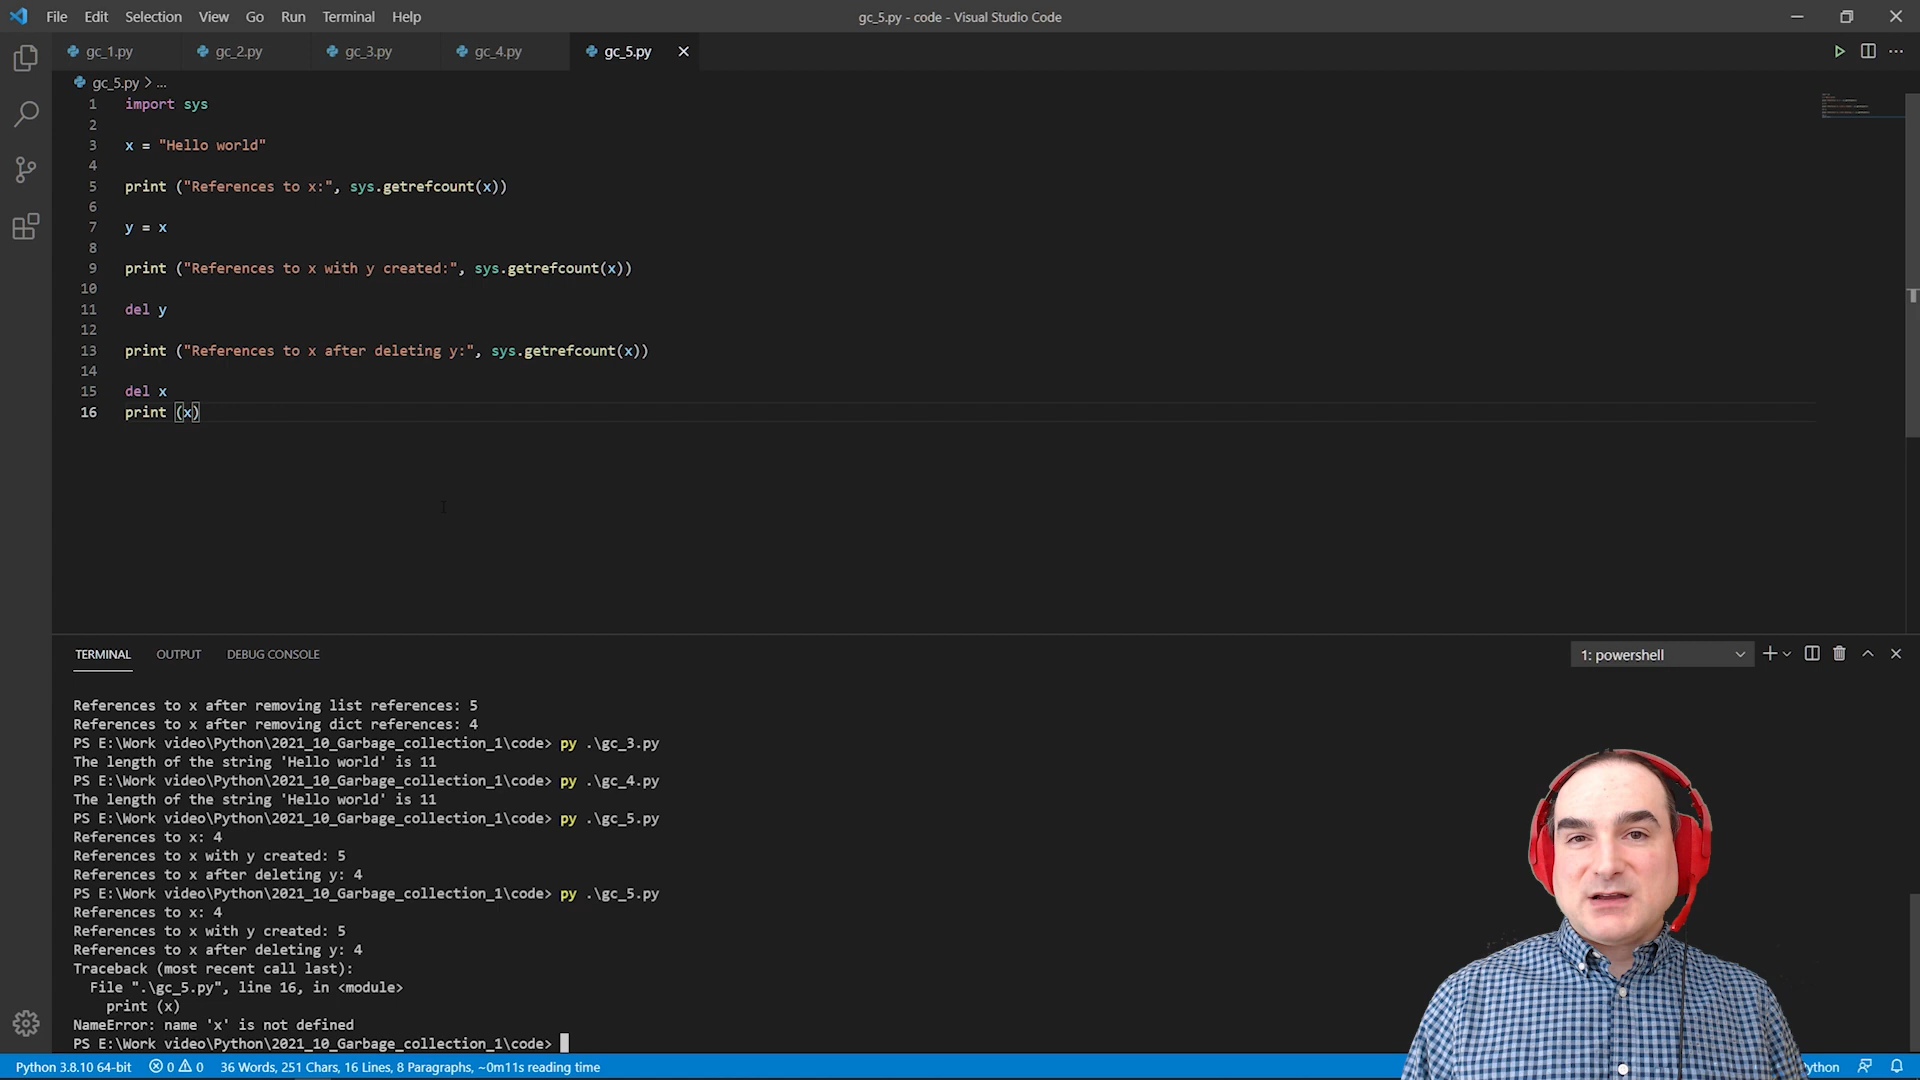 File Edit Selection View Go Run Terminal Help
gc_5.py - code - Visual Studio Code
gc_1.py gc_2.py gc_3.py gc_4.py gc_5.py
gc_5.py > ...
1 import sys
2
3 x = "Hello world"
4
5 print ("References to x:", sys.getrefcount(x))
6
7 y = x
8
9 print ("References to x with y created:", sys.getrefcount(x))
10
11 del y
12
13 print ("References to x after deleting y:", sys.getrefcount(x))
14
15 del x
16 print (x)
TERMINAL OUTPUT DEBUG CONSOLE
1: powershell
References to x after removing list references: 5
References to x after removing dict references: 4
PS E:\Work video\Python\2021_10_Garbage_collection_1\code> py .\gc_3.py
The length of the string 'Hello world' is 11
PS E:\Work video\Python\2021_10_Garbage_collection_1\code> py .\gc_4.py
The length of the string 'Hello world' is 11
PS E:\Work video\Python\2021_10_Garbage_collection_1\code> py .\gc_5.py
References to x: 4
References to x with y created: 5
References to x after deleting y: 4
PS E:\Work video\Python\2021_10_Garbage_collection_1\code> py .\gc_5.py
References to x: 4
References to x with y created: 5
References to x after deleting y: 4
Traceback (most recent call last):
File ".\gc_5.py", line 16, in <module>
print (x)
NameError: name 'x' is not defined
PS E:\Work video\Python\2021_10_Garbage_collection_1\code>
Python 3.8.10 64-bit 0 0 36 Words, 251 Chars, 16 Lines, 8 Paragraphs, ~0m11s reading time ython